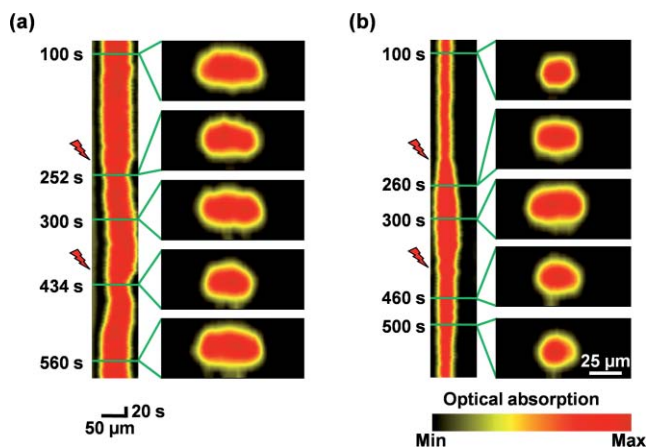 (a)
100 s
252 s
300 s
434 s
560 s
20 s
50 µm
(b)
100 s
260 s
300 s
460 s
500 s
25 µm
Optical absorption
Min Max